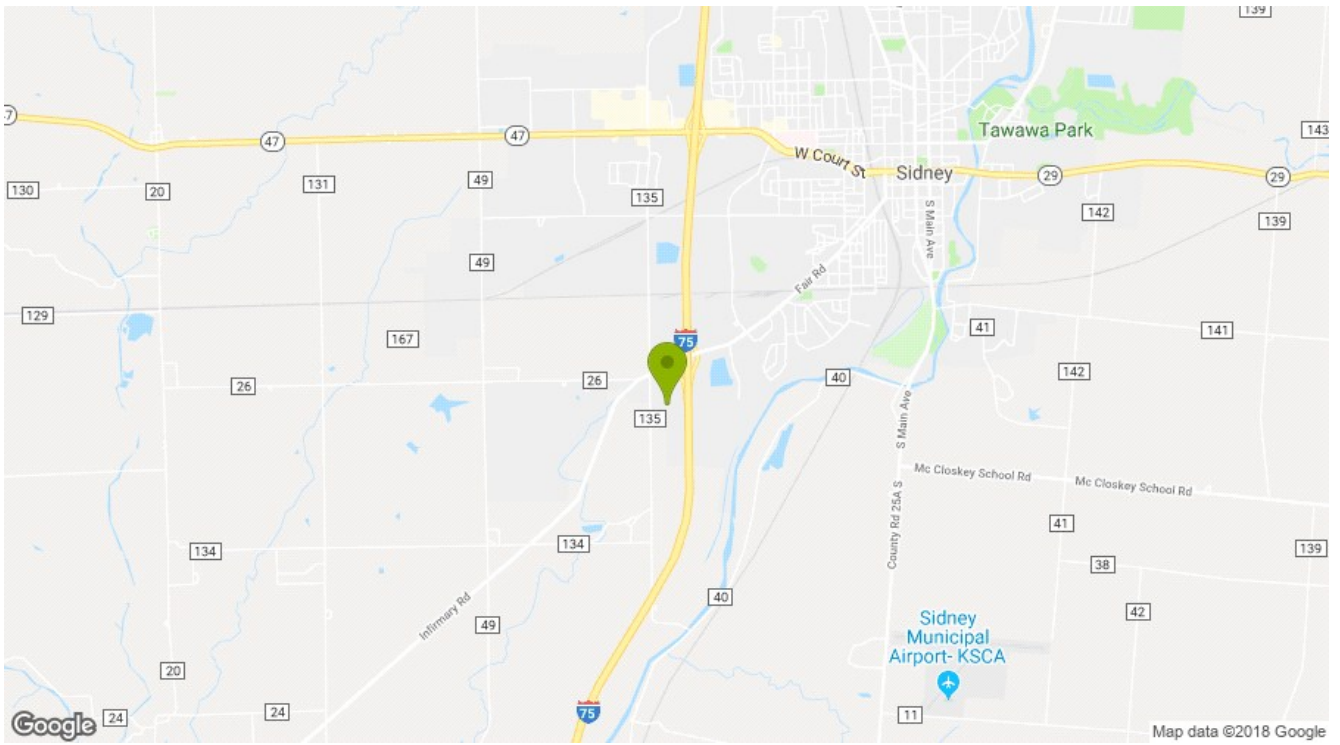 139
47
47
47
W Court St
Tawawa Park
143
Sidney
29
29
130
20
131
49
135
142
139
S Main Ave
49
Fair Rd
129
167
75
41
141
26
26
40
142
135
S Main Ave
Mc Closkey School Rd
Mc Closkey School Rd
County Rd 25A S
41
134
134
139
38
40
42
Infirmary Rd
49
Sidney
Municipal
Airport- KSCA
20
24
24
75
11
Google
Map data ©2018 Google